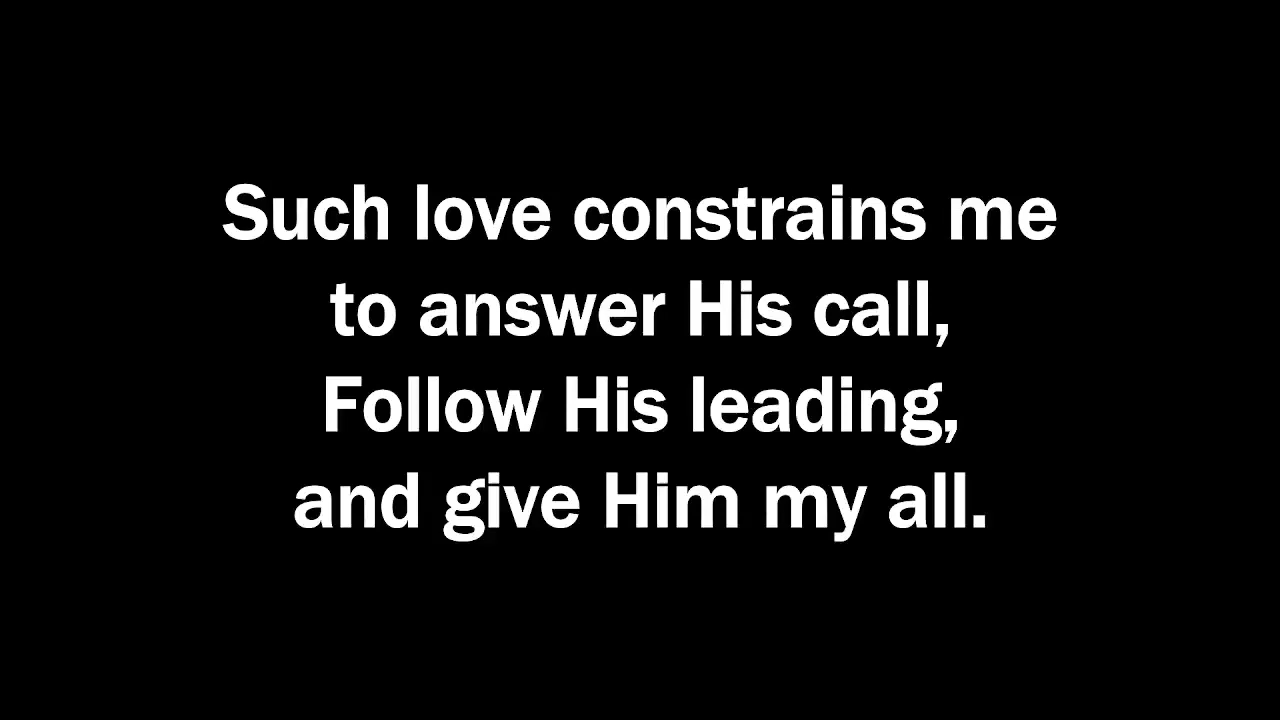 Such love constrains me
to answer His call,
Follow His leading,
and give Him my all.